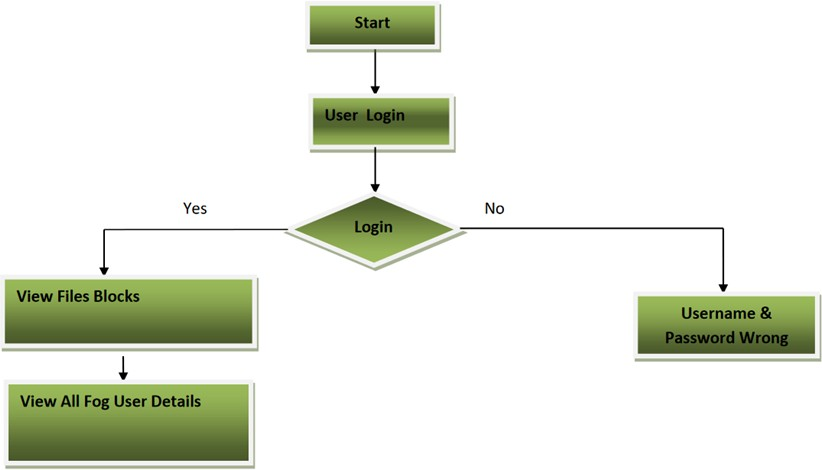 Start
User Login
Login
Yes
No
View Files Blocks
Username &
Password Wrong
View All Fog User Details